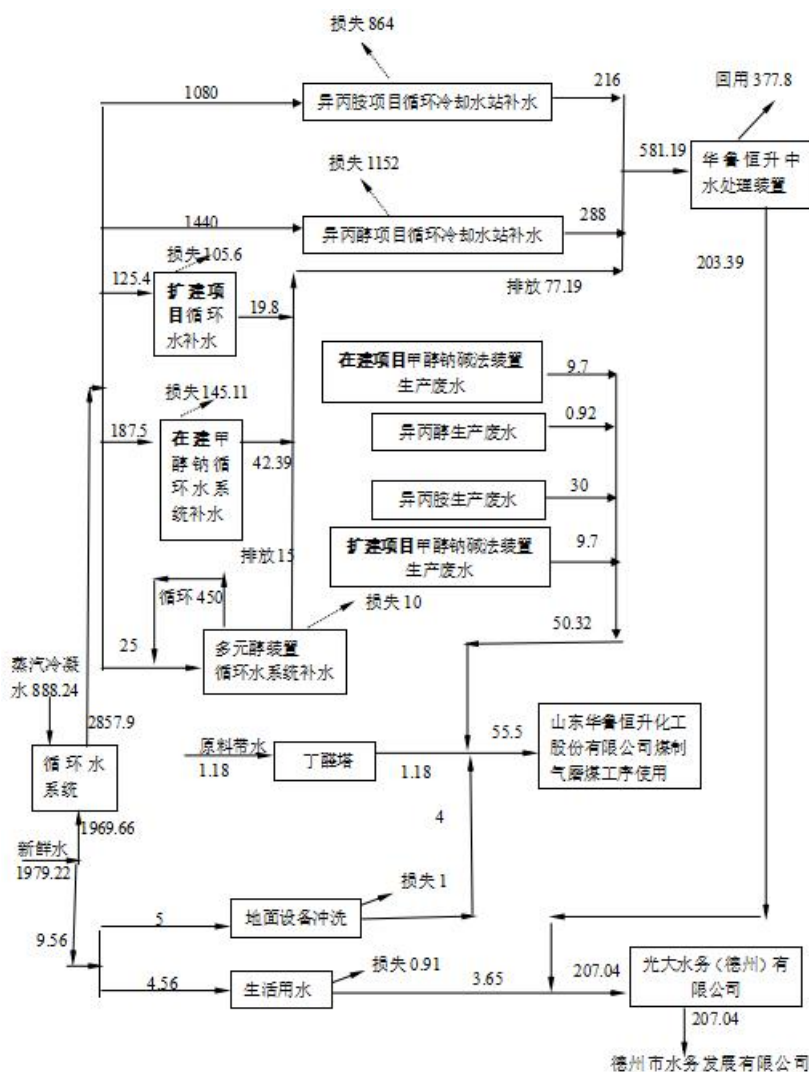 损失 864
回用 377.8
1080
异丙胺项目循环冷却水站补水
216
581.19
华鲁恒升中
水处理装置
损失 1152
1440
异丙醇项目循环冷却水站补水
288
203.39
损失 105.6
125.4
扩建项
目循环
水补水
19.8
排放 77.19
在建项目甲醇钠碱法装置
生产废水
9.7
损失 145.11
187.5
在建甲
醇钠循
环水系
统补水
42.39
异丙醇生产废水
0.92
异丙胺生产废水
30
扩建项目甲醇钠碱法装置
生产废水
9.7
排放 15
循环 450
损失 10
50.32
25
多元醇装置
循环水系统补水
蒸汽冷凝
水 888.24
2857.9
循环水
系统
原料带水
1.18
丁醛塔
1.18
55.5
山东华鲁恒升化工
股份有限公司煤制
气磨煤工序使用
4
1969.66
新鲜水
1979.22
9.56
5
地面设备冲洗
损失 1
4.56
生活用水
损失 0.91
3.65
207.04
光大水务（德州）有
限公司
207.04
德州市水务发展有限公司